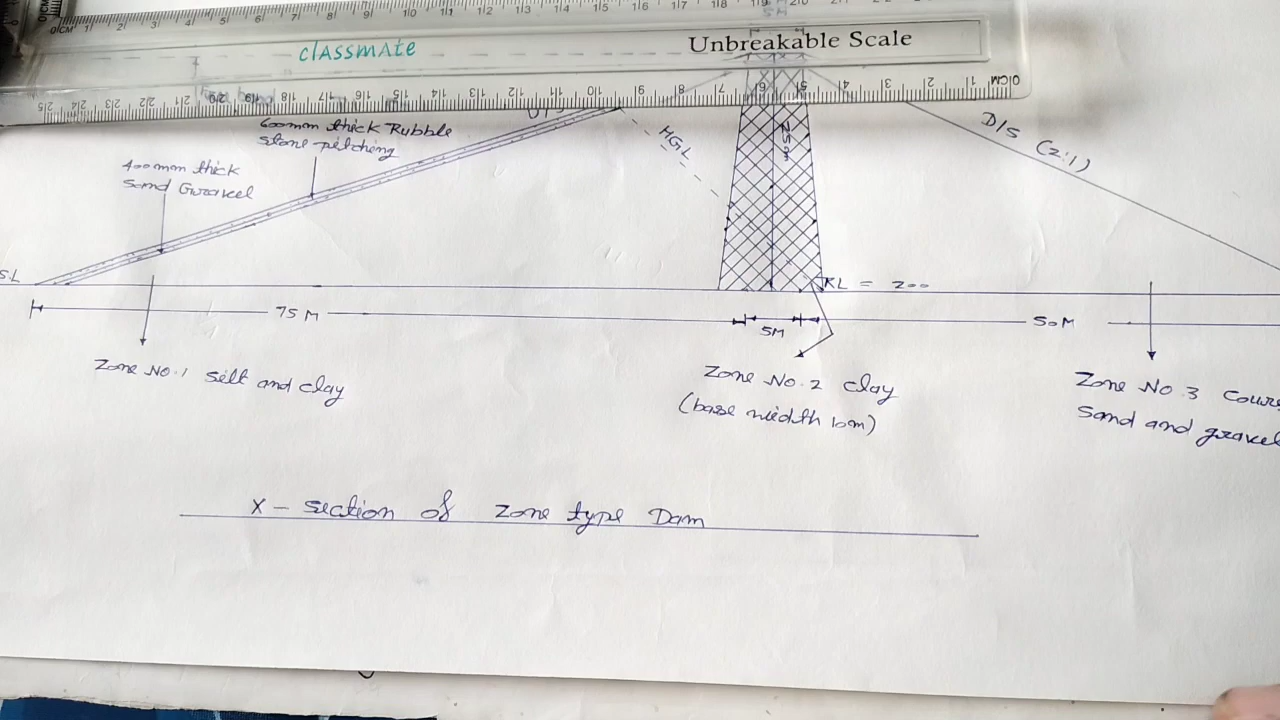 classmate
Unbreakable Scale
600mm thick Rubble
stone pitching
400mm thick
Sand Gravel
HGL
25m
D/S (2:1)
S.L
RL = 200
75 M
5M
50M
Zone No.1 silt and clay
Zone No. 2 clay
(base width 10m)
Zone No 3
sand and gravel
X - section of zone type Dam